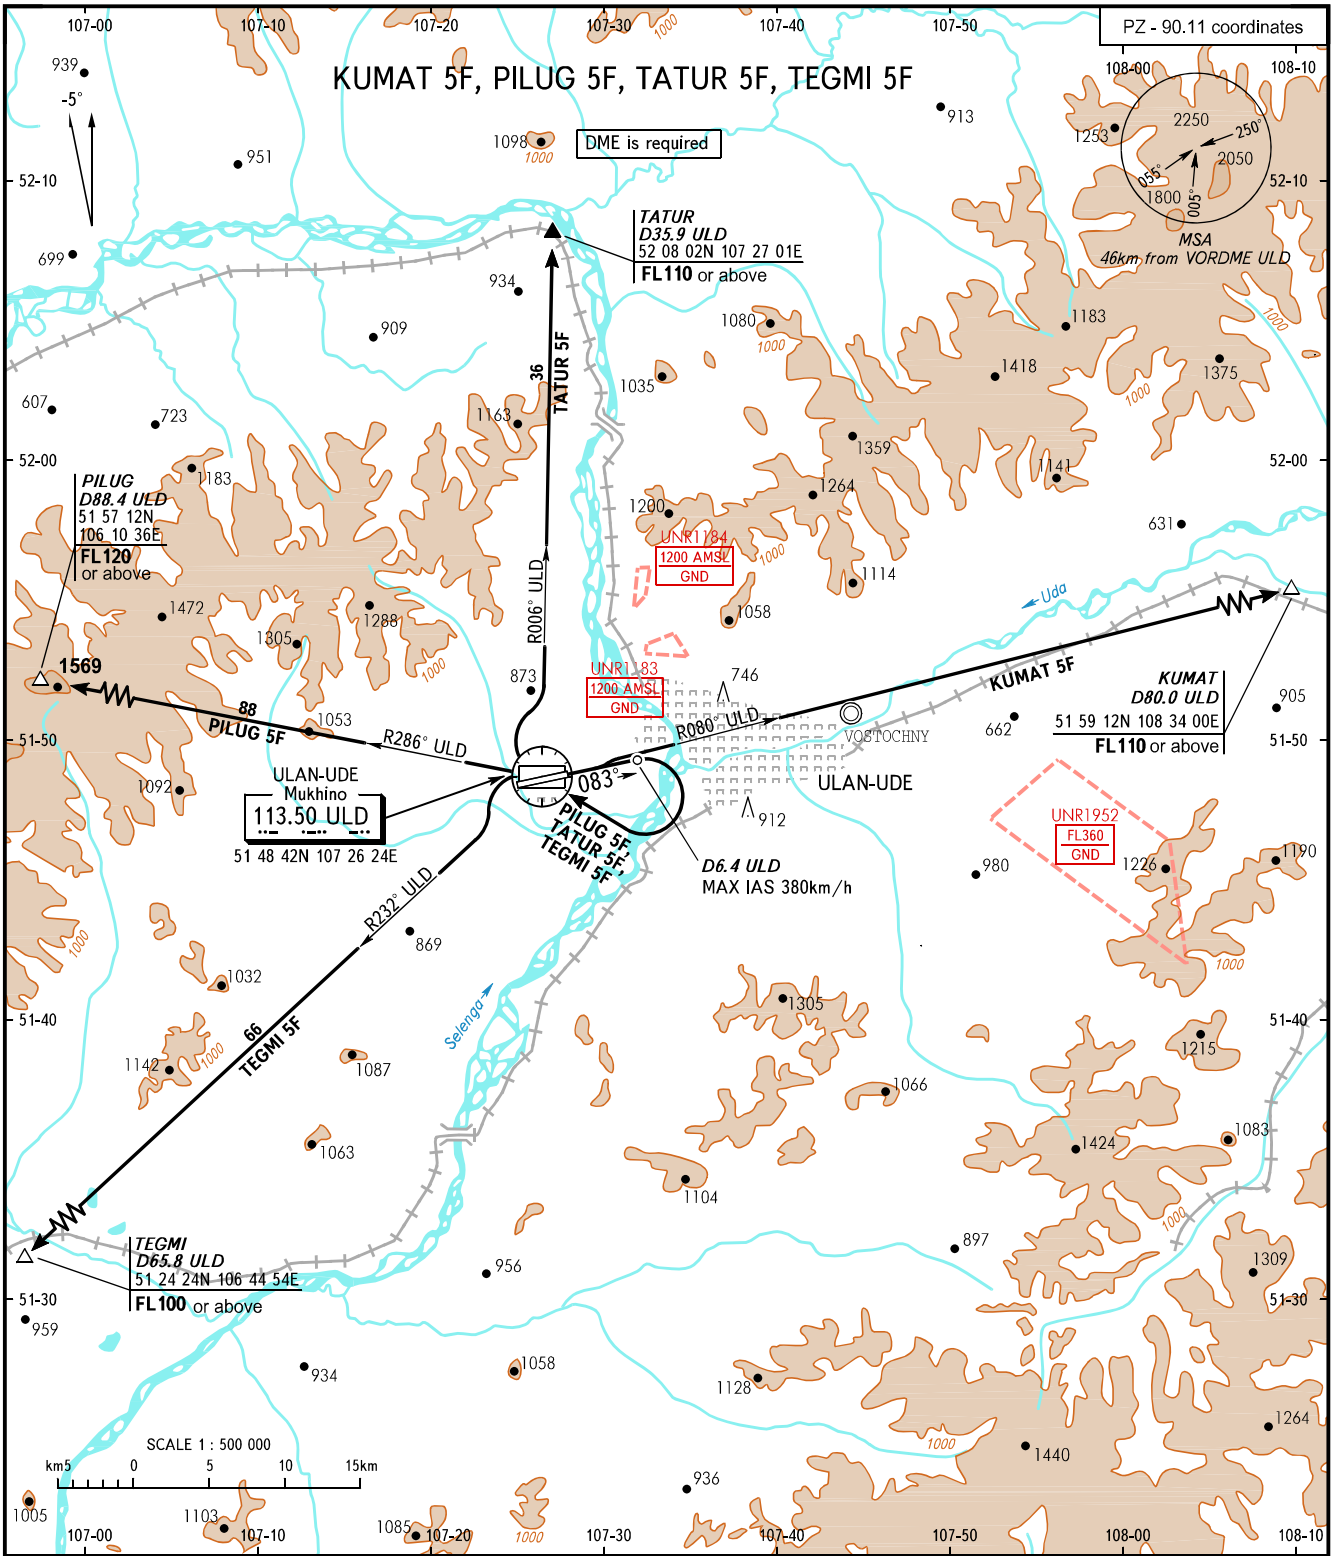 107-00
107-20
107-30
107-40
107-50
PZ - 90.11 coordinates
108-00
108-10
KUMAT 5F, PILUG 5F, TATUR 5F, TEGMI 5F
939
-5°
1000
913
1253
2250
250°
2050
055°
1800
005°
MSA
46km from VORDME ULD
1098
1000
DME is required
951
52-10
52-10
699
TATUR
D35.9 ULD
52 08 02N 107 27 01E
FL110 or above
934
909
1080
1000
1183
1000
1035
1418
1375
1000
36
TATUR 5F
607
723
1163
1359
52-00
52-00
1183
1141
1264
PILUG
D88.4 ULD
51 57 12N
106 10 36E
FL120
or above
1200
631
UNR1184
1200 AMSL
GND
1000
1114
1472
1288
1305
1058
Uda
R006° ULD
1000
1569
873
UNR1183
1200 AMSL
GND
746
KUMAT 5F
KUMAT
D80.0 ULD
51 59 12N 108 34 00E
FL110 or above
905
88
PILUG 5F
1053
R286° ULD
R080° ULD
VOSTOCHNY
662
51-50
51-50
ULAN-UDE
Mukhino
113.50 ULD
51 48 42N 107 26 24E
1092
083°
ULAN-UDE
PILUG 5F,
TATUR 5F,
TEGMI 5F
912
UNR1952
FL360
GND
D6.4 ULD
MAX IAS 380km/h
980
1226
1190
R232° ULD
869
1000
1000
1032
1305
Selenga
51-40
51-40
66
TEGMI 5F
1142
1000
1087
1215
1066
1063
1083
1424
1104
1000
TEGMI
D65.8 ULD
51 24 24N 106 44 54E
FL100 or above
956
897
1309
51-30
51-30
959
934
1058
1128
1264
SCALE 1 : 500 000
km5
0
5
10
15km
1000
1440
936
1005
1103
1085
1000
107-00
107-10
107-20
107-30
107-40
107-50
108-00
108-10